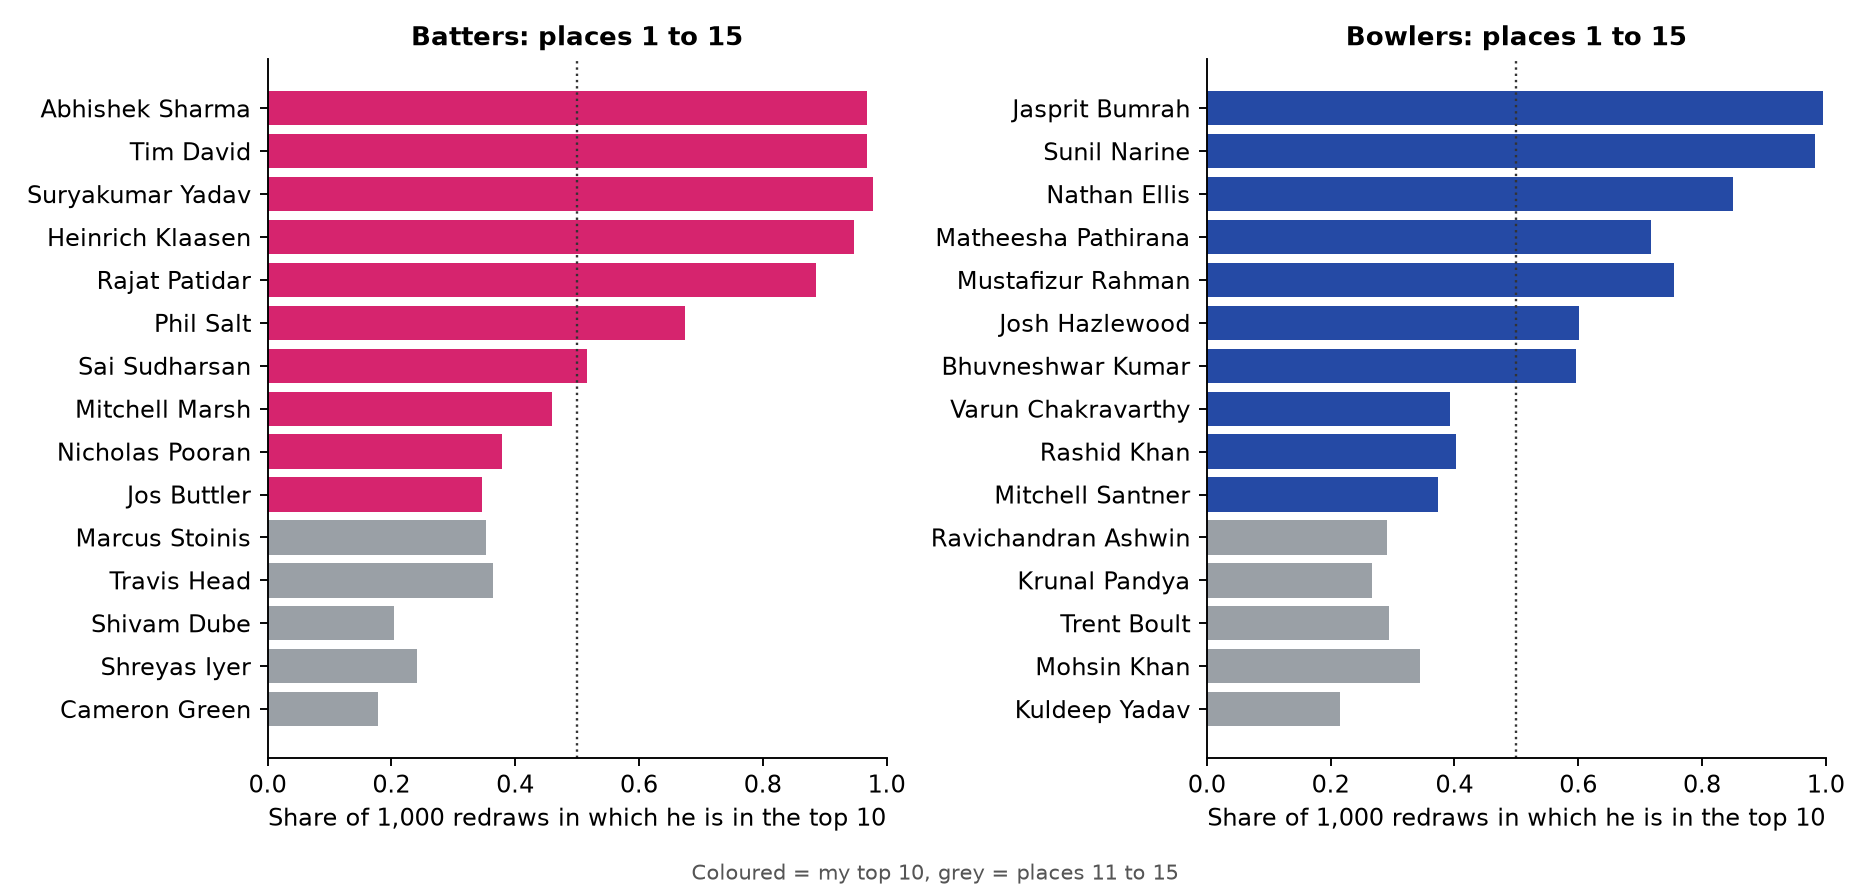 Batters: places 1 to 15
Abhishek Sharma
Tim David
Suryakumar Yadav
Heinrich Klaasen
Rajat Patidar
Phil Salt
Sai Sudharsan
Mitchell Marsh
Nicholas Pooran
Jos Buttler
Marcus Stoinis
Travis Head
Shivam Dube
Shreyas Iyer
Cameron Green
0.0 0.2 0.4 0.6 0.8 1.0
Share of 1,000 redraws in which he is in the top 10
Bowlers: places 1 to 15
Jasprit Bumrah
Sunil Narine
Nathan Ellis
Matheesha Pathirana
Mustafizur Rahman
Josh Hazlewood
Bhuvneshwar Kumar
Varun Chakravarthy
Rashid Khan
Mitchell Santner
Ravichandran Ashwin
Krunal Pandya
Trent Boult
Mohsin Khan
Kuldeep Yadav
0.0 0.2 0.4 0.6 0.8 1.0
Share of 1,000 redraws in which he is in the top 10
Coloured = my top 10, grey = places 11 to 15